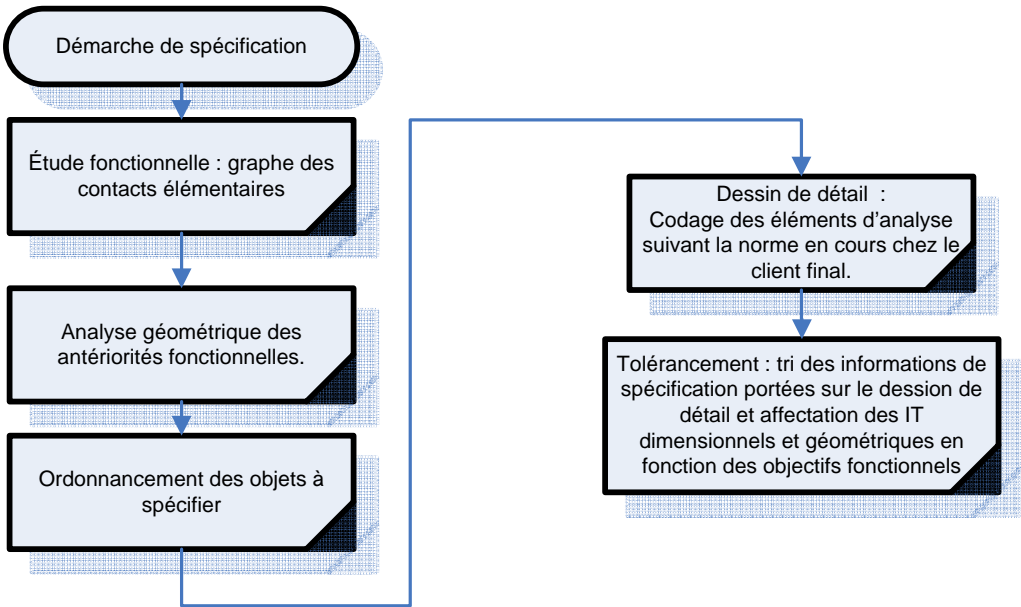 Démarche de spécification
Étude fonctionnelle : graphe des
contacts élémentaires
Analyse géométrique des
antériorités fonctionnelles.
Ordonnancement des objets à
spécifier
Dessin de détail :
Codage des éléments d'analyse
suivant la norme en cours chez le
client final.
Tolérancement : tri des informations de
spécification portées sur le dession de
détail et affectation des IT
dimensionnels et géométriques en
fonction des objectifs fonctionnels